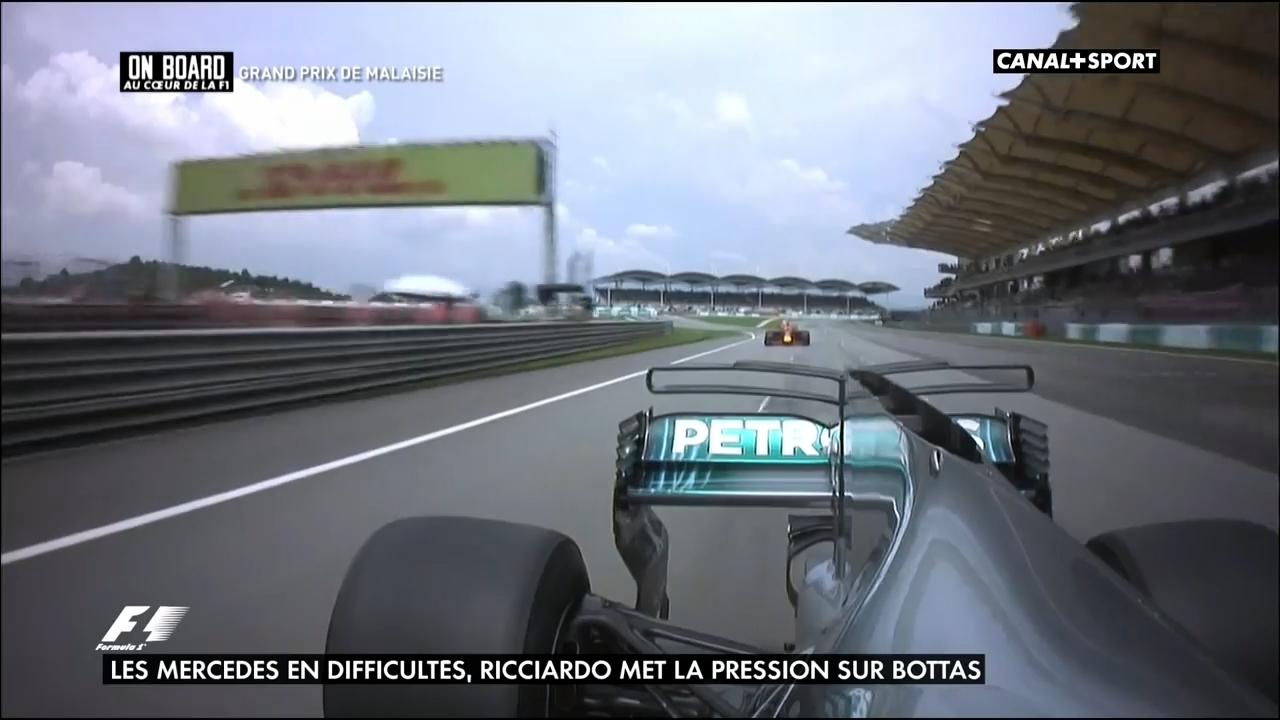 ON BOARD
AU CŒUR DE LA F1
GRAND PRIX DE MALAISIE
CANAL+SPORT
PETR
S
F1
Formula 1
LES MERCEDES EN DIFFICULTÉS, RICCIARDO MET LA PRESSION SUR BOTTAS